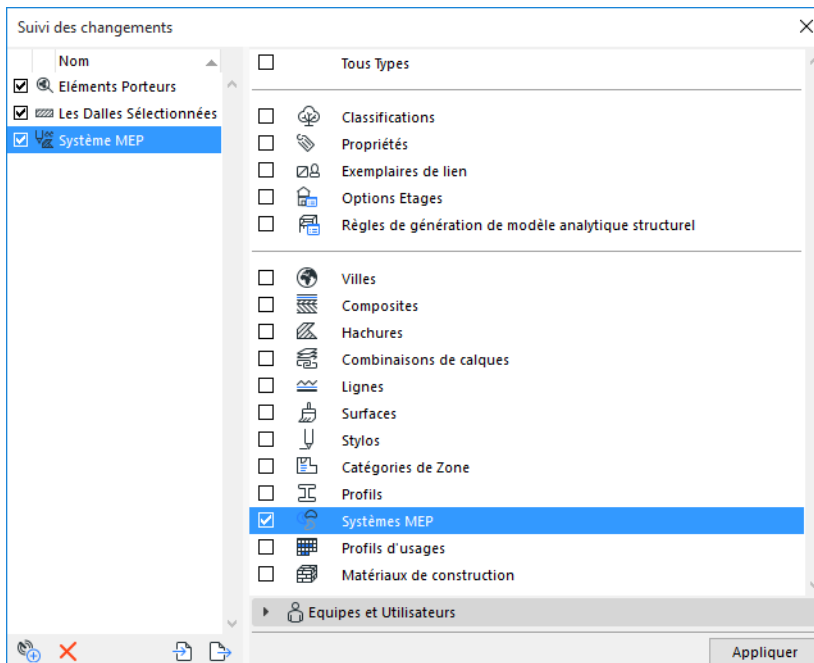 Suivi des changements
Nom
Eléments Porteurs
Les Dalles Sélectionnées
Système MEP
Tous Types
Classifications
Propriétés
Exemplaires de lien
Options Etages
Règles de génération de modèle analytique structurel
Villes
Composites
Hachures
Combinaisons de calques
Lignes
Surfaces
Stylos
Catégories de Zone
Profils
Systèmes MEP
Profils d'usages
Matériaux de construction
Equipes et Utilisateurs
Appliquer